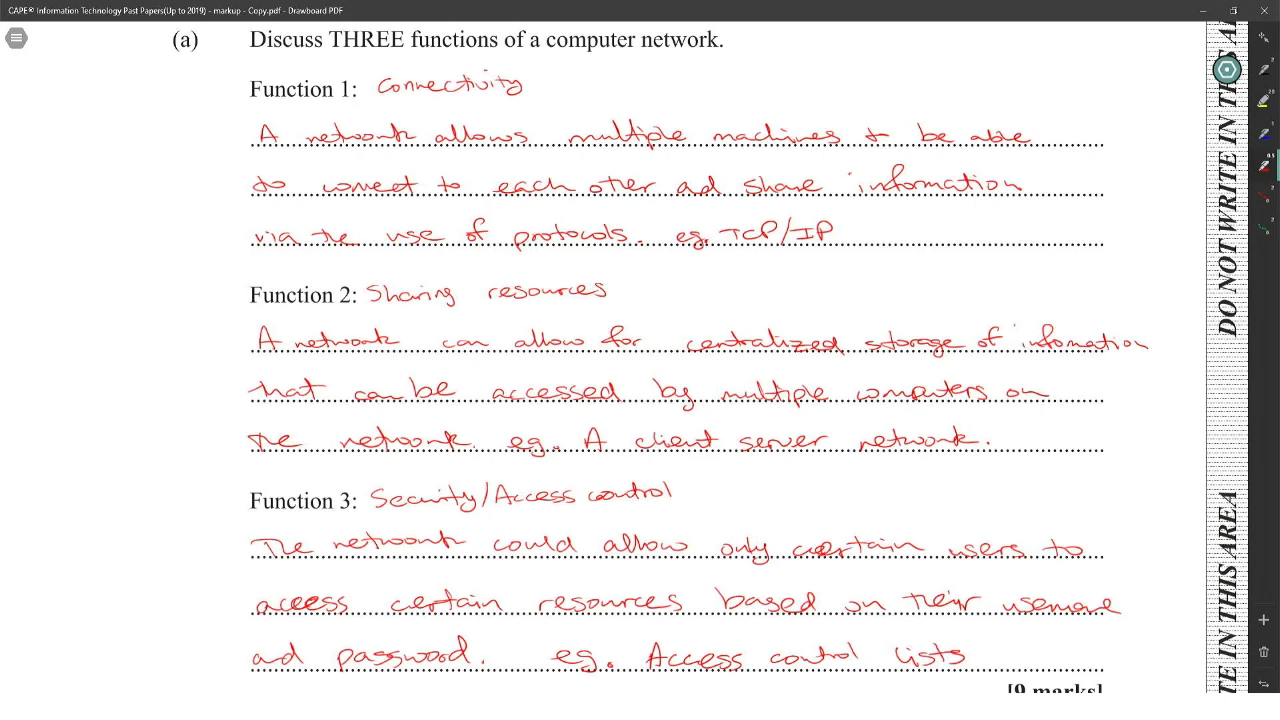 CAPE® Information Technology Past Papers(Up to 2019) - markup - Copy.pdf - Drawboard PDF
(a) Discuss THREE functions of a computer network.
Function 1: Connectivity
A network allows multiple machines to be able
to connect to each other and share information
via the use of protocols. eg. TCP/IP
Function 2: Sharing resources
A network can allow for centralized storage of information
that can be accessed by multiple computers on
the network. eg. A client server network.
Function 3: Security/Access control
The network could allow only certain users to
access certain resources based on their username
and password. eg. Access control lists
[9 marks]
DO NOT WRITE IN THIS A
TE IN THIS AREA